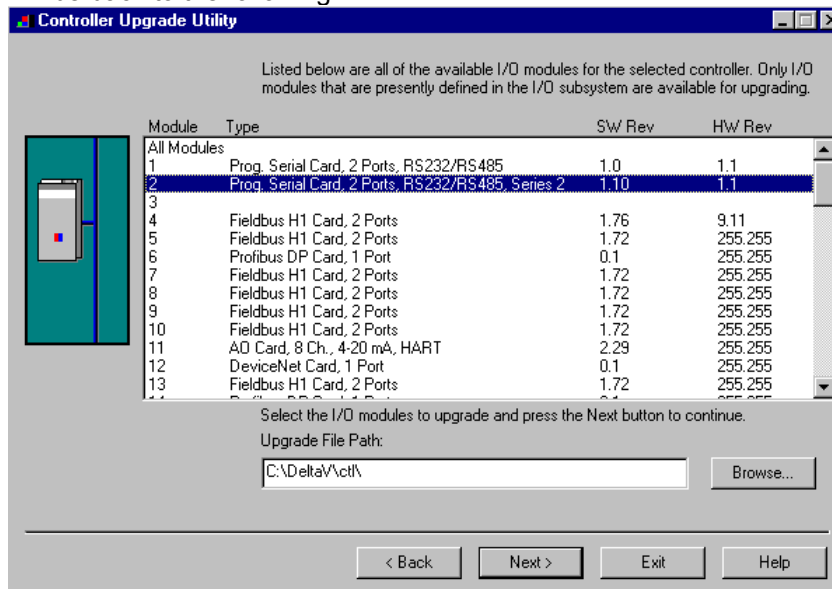 Controller Upgrade Utility
Listed below are all of the available I/O modules for the selected controller. Only I/O
modules that are presently defined in the I/O subsystem are available for upgrading.
Module Type SW Rev HW Rev
All Modules
1 Prog. Serial Card, 2 Ports, RS232/RS485 1.0 1.1
2 Prog. Serial Card, 2 Ports, RS232/RS485, Series 2 1.10 1.1
3
4 Fieldbus H1 Card, 2 Ports 1.76 9.11
5 Fieldbus H1 Card, 2 Ports 1.72 255.255
6 Profibus DP Card, 1 Port 0.1 255.255
7 Fieldbus H1 Card, 2 Ports 1.72 255.255
8 Fieldbus H1 Card, 2 Ports 1.72 255.255
9 Fieldbus H1 Card, 2 Ports 1.72 255.255
10 Fieldbus H1 Card, 2 Ports 1.72 255.255
11 AO Card, 8 Ch., 4-20 mA, HART 2.29 255.255
12 DeviceNet Card, 1 Port 0.1 255.255
13 Fieldbus H1 Card, 2 Ports 1.72 255.255
Select the I/O modules to upgrade and press the Next button to continue.
Upgrade File Path:
C:\DeltaV\ctl\
Browse...
< Back
Next >
Exit
Help